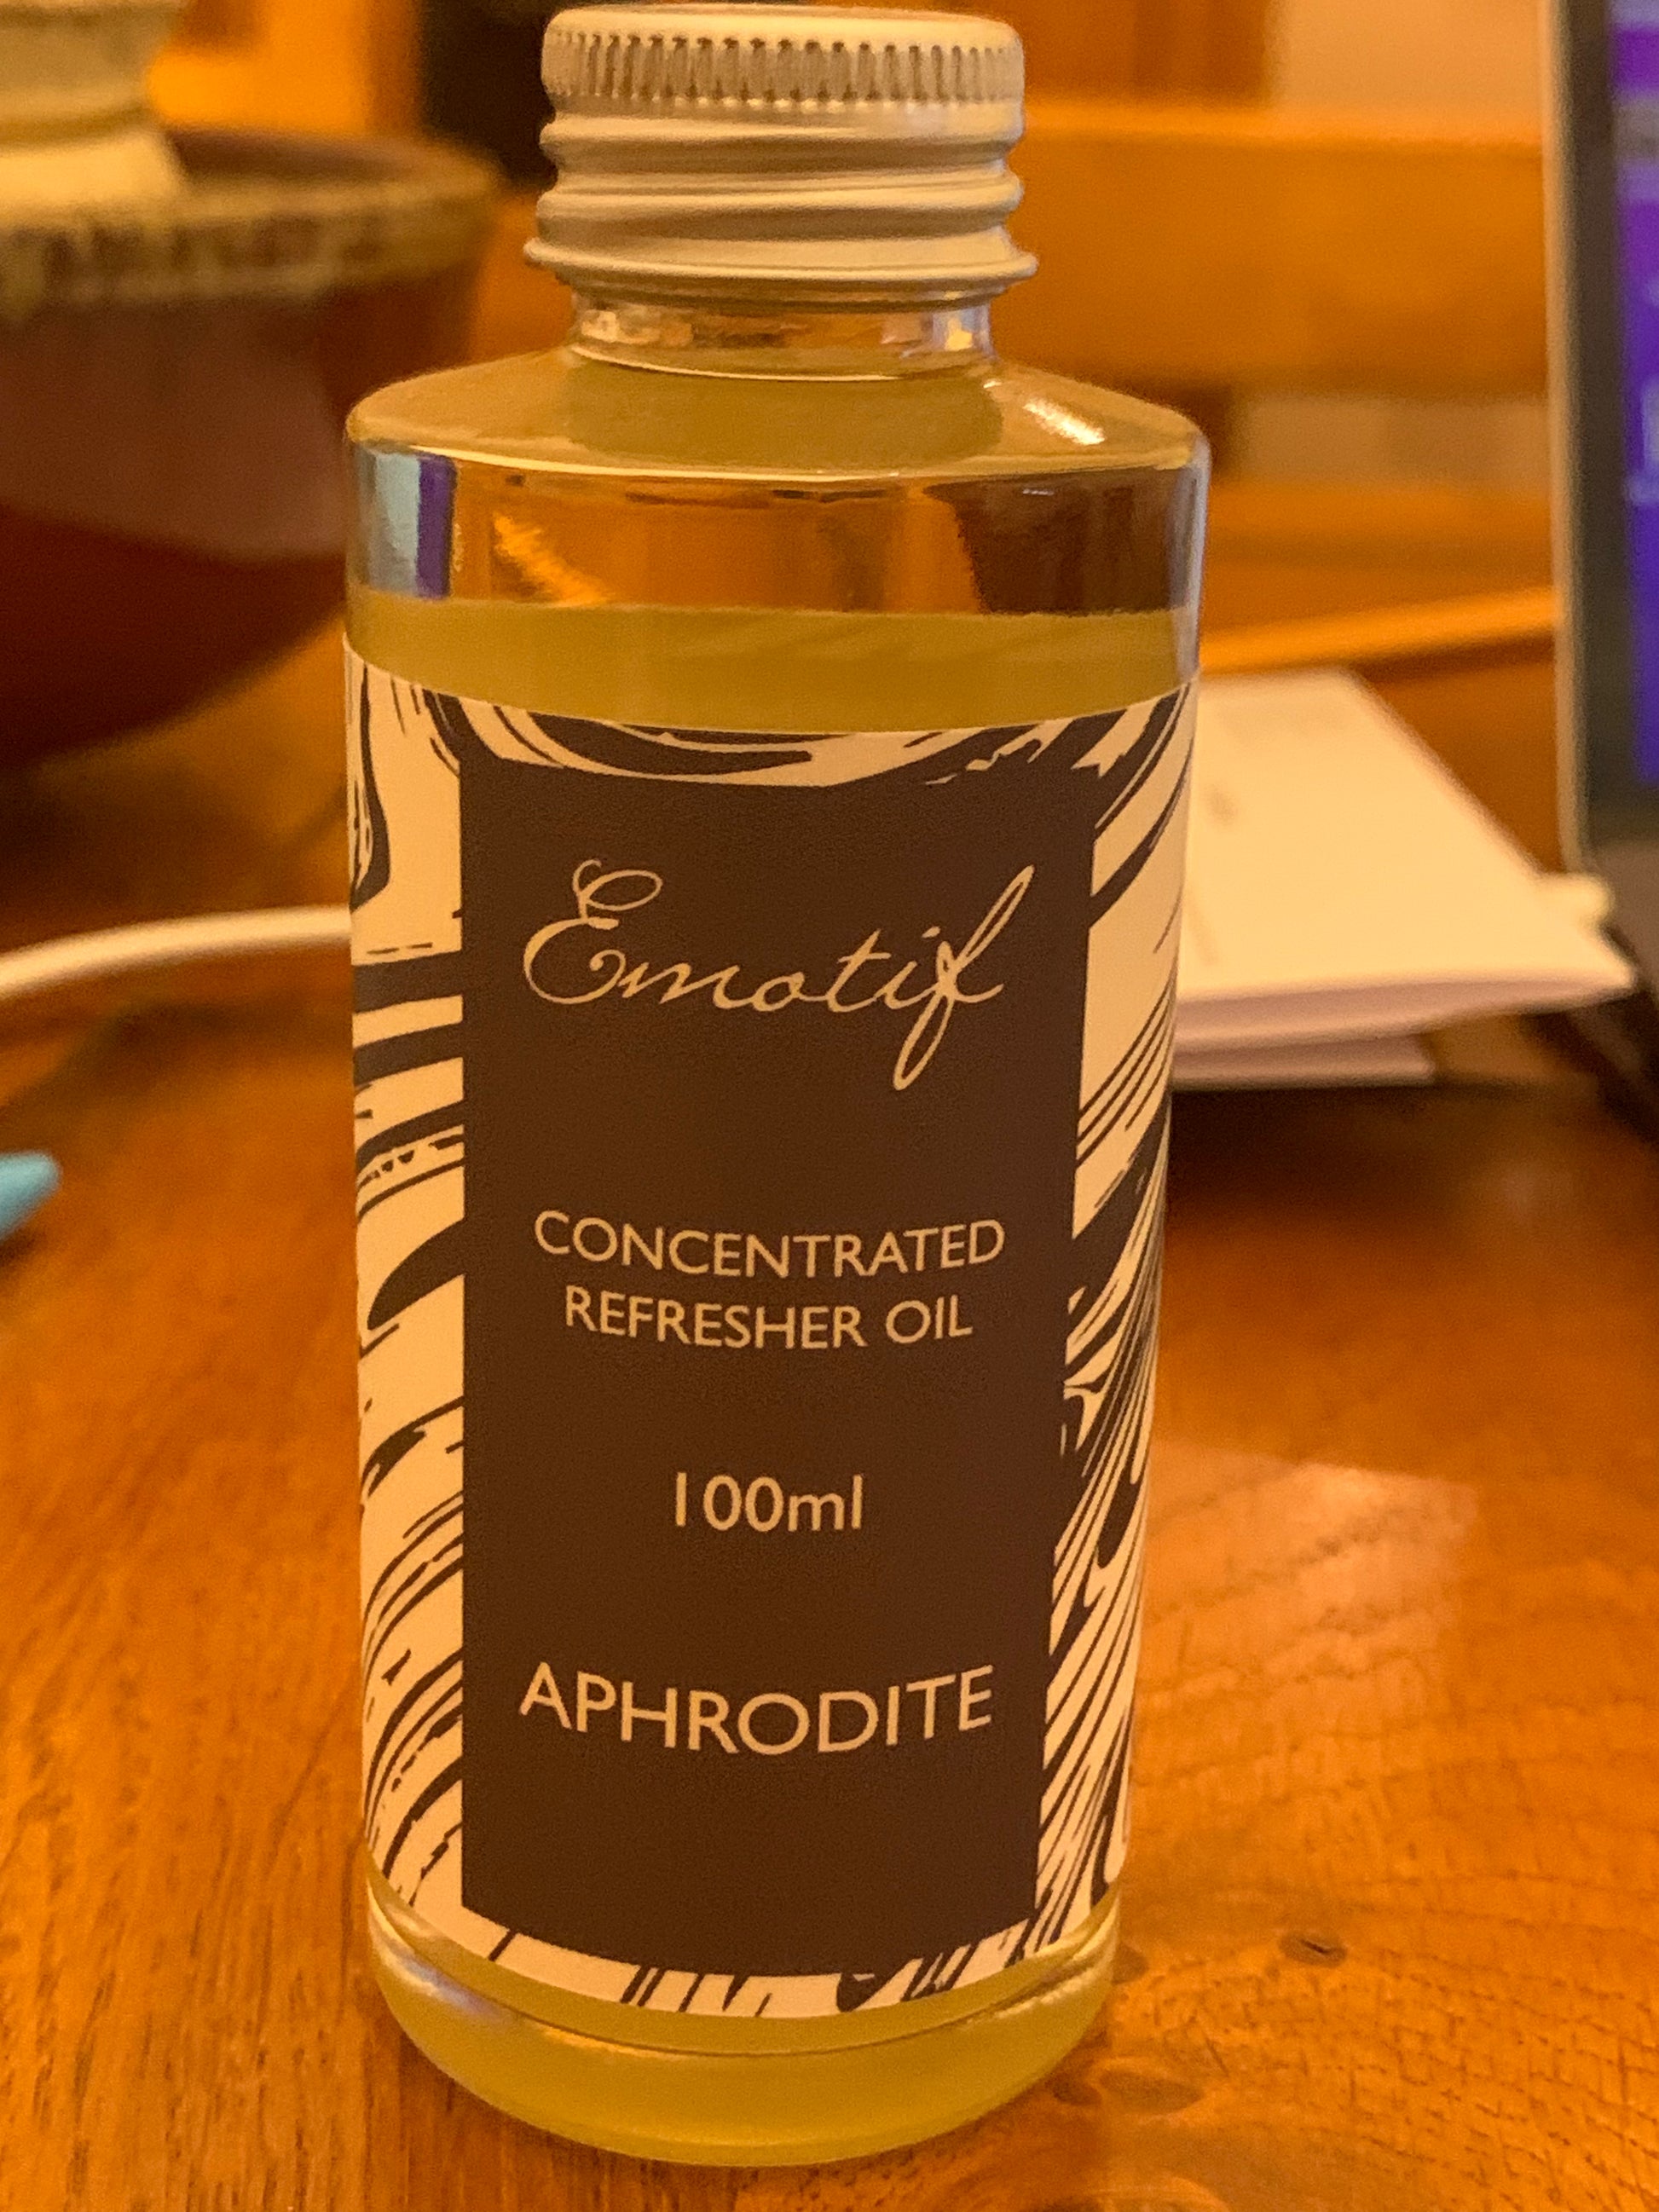 Emotif
CONCENTRATED
REFRESHER OIL
100ml
APHRODITE